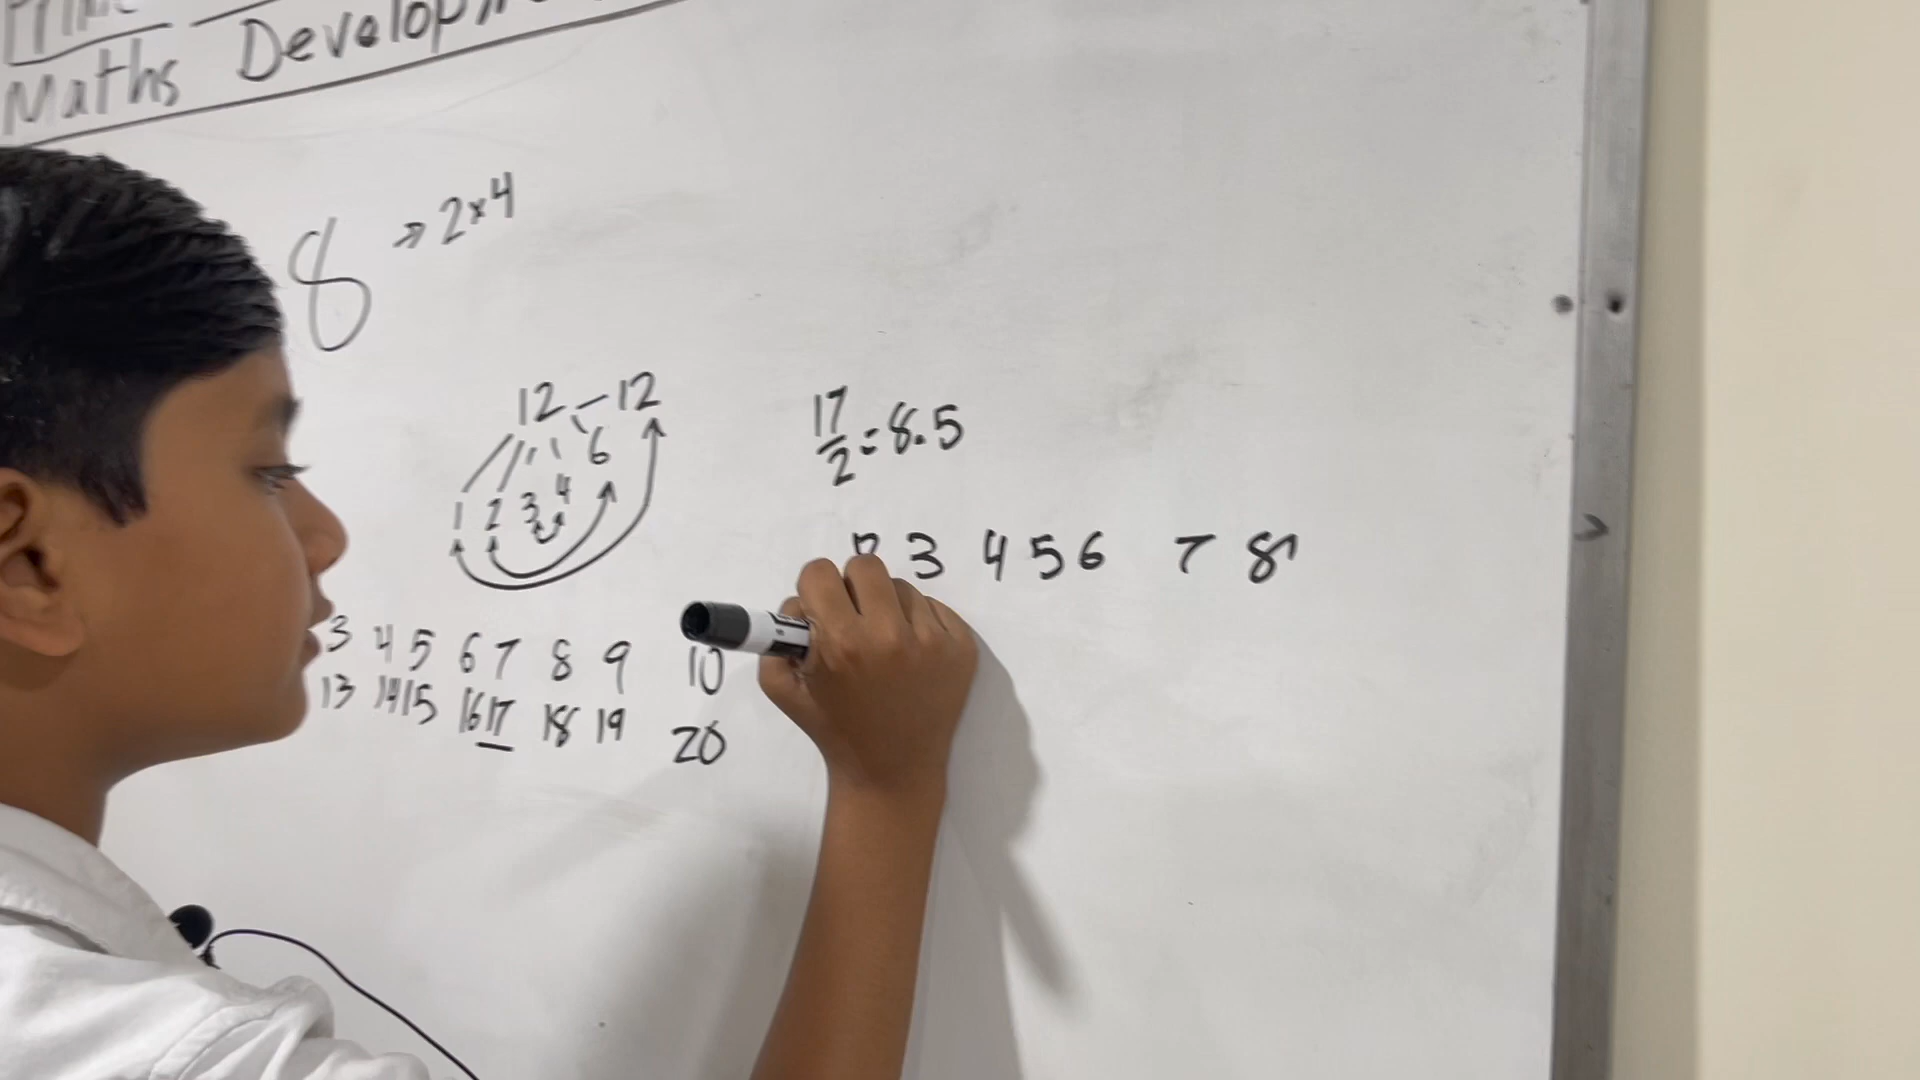 Maths
8 → 2×4
12 - 12
6
1 2 3 4
17/2 = 8.5
3 4 5 6 7 8
3 4 5 6 7 8 9 10
13 14 15 16 17 18 19 20